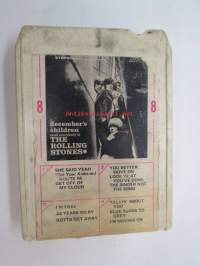 december's
children
(and everybody's)
THE
ROLLING
STONES
8
8
SHE SAID YEAH
ROUTE 66
GET OFF OF
MY CLOUD
YOU BETTER
MOVE ON
LOOK WHAT
YOU'VE DONE
THE SINGER NOT
THE SONG
I'M FREE
AS TEARS GO BY
GOTTA GET AWAY
TALKIN' ABOUT
YOU
BLUE TURNS TO
GREY
I'M MOVING ON